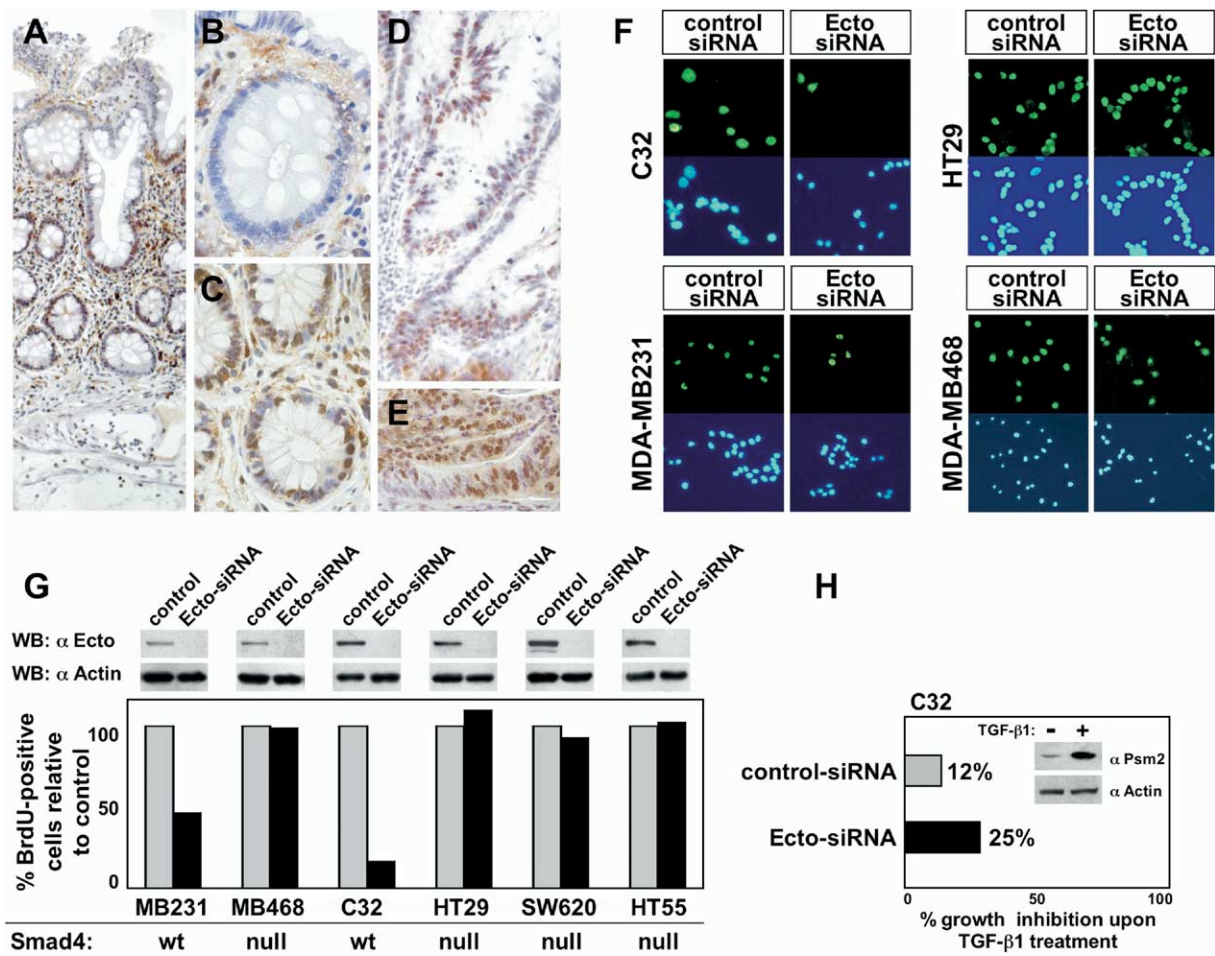 A
B
C
D
E
F
control
siRNA
Ecto
siRNA
C32
control
siRNA
Ecto
siRNA
HT29
control
siRNA
Ecto
siRNA
MDA-MB231
control
siRNA
Ecto
siRNA
MDA-MB468
G
control
Ecto-siRNA
control
Ecto-siRNA
control
Ecto-siRNA
control
Ecto-siRNA
control
Ecto-siRNA
control
Ecto-siRNA
WB: α Ecto
WB: α Actin
% BrdU-positive
cells relative
to control
100
50
0
MB231 MB468 C32 HT29 SW620 HT55
Smad4: wt null wt null null null
H
C32
TGF-β1: - +
α Psm2
α Actin
control-siRNA 12%
Ecto-siRNA 25%
0 50 100
% growth inhibition upon
TGF-β1 treatment